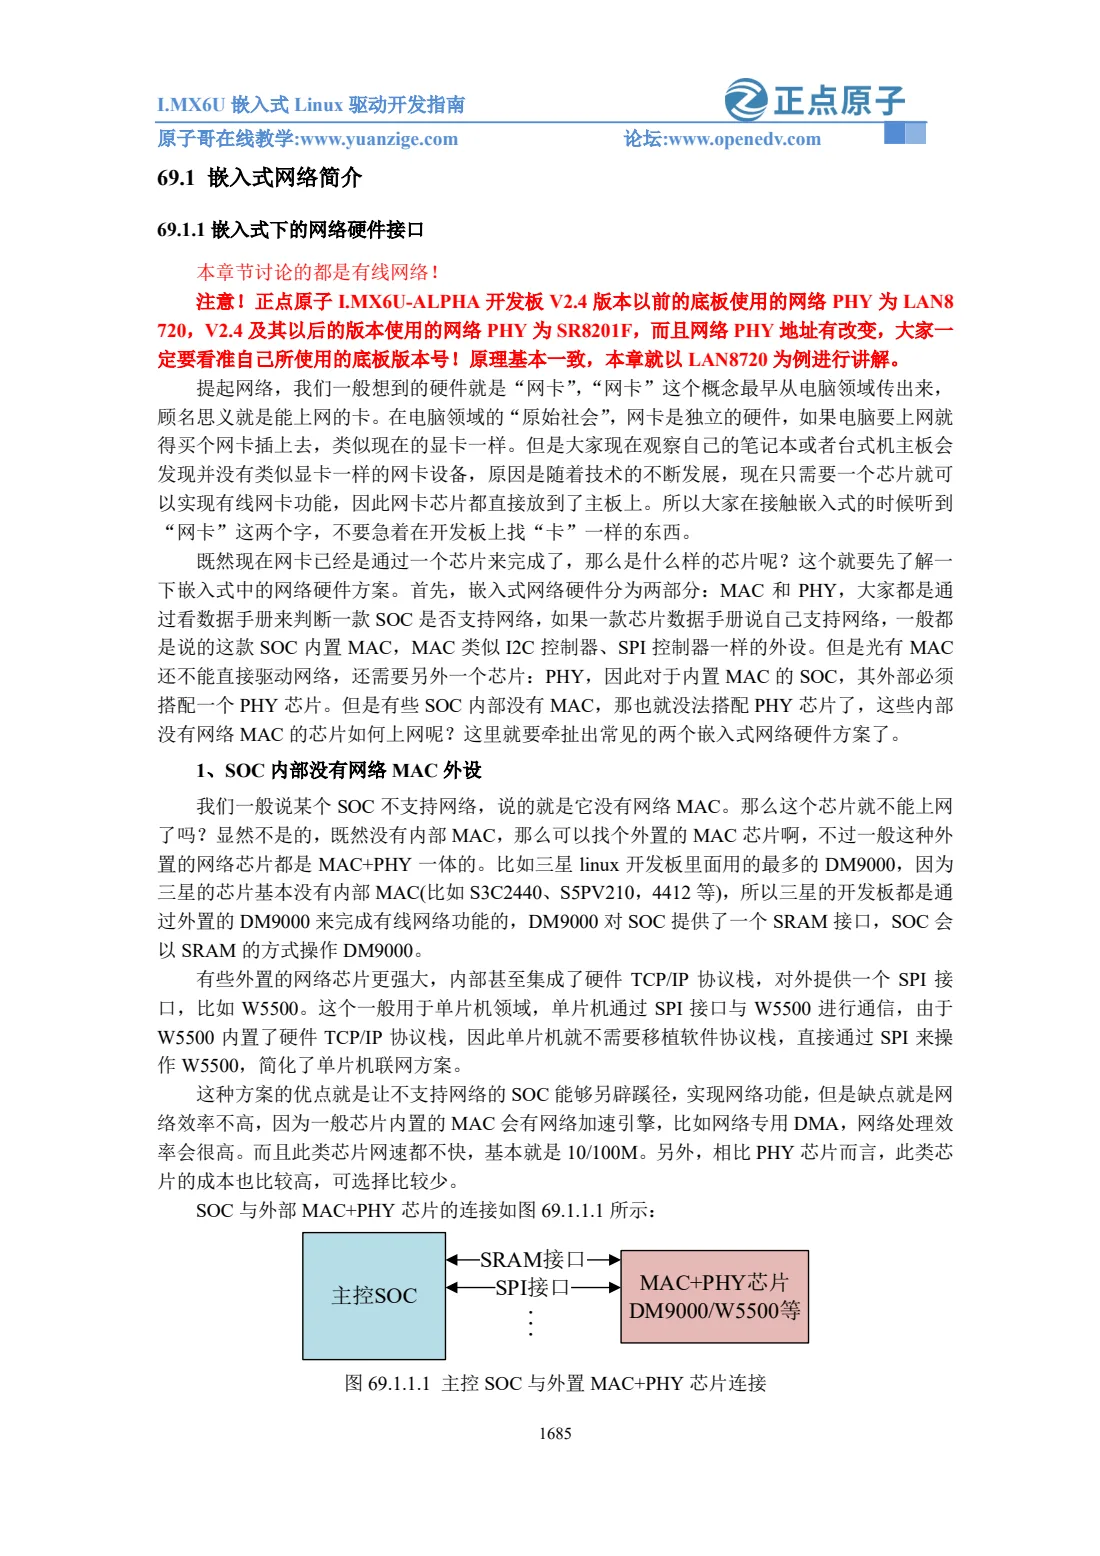 I.MX6U 嵌入式 Linux 驱动开发指南
正点原子
原子哥在线教学:www.yuanzige.com 论坛:www.openedv.com
69.1 嵌入式网络简介
69.1.1 嵌入式下的网络硬件接口
本章节讨论的都是有线网络！
注意！正点原子 I.MX6U-ALPHA 开发板 V2.4 版本以前的底板使用的网络 PHY 为 LAN8
720，V2.4 及其以后的版本使用的网络 PHY 为 SR8201F，而且网络 PHY 地址有改变，大家一
定要看准自己所使用的底板版本号！原理基本一致，本章就以 LAN8720 为例进行讲解。
提起网络，我们一般想到的硬件就是“网卡”，“网卡”这个概念最早从电脑领域传出来，
顾名思义就是能上网的卡。在电脑领域的“原始社会”，网卡是独立的硬件，如果电脑要上网就
得买个网卡插上去，类似现在的显卡一样。但是大家现在观察自己的笔记本或者台式机主板会
发现并没有类似显卡一样的网卡设备，原因是随着技术的不断发展，现在只需要一个芯片就可
以实现有线网卡功能，因此网卡芯片都直接放到了主板上。所以大家在接触嵌入式的时候听到
“网卡”这两个字，不要急着在开发板上找“卡”一样的东西。
既然现在网卡已经是通过一个芯片来完成了，那么是什么样的芯片呢？这个就要先了解一
下嵌入式中的网络硬件方案。首先，嵌入式网络硬件分为两部分：MAC 和 PHY，大家都是通
过看数据手册来判断一款 SOC 是否支持网络，如果一款芯片数据手册说自己支持网络，一般都
是说的这款 SOC 内置 MAC，MAC 类似 I2C 控制器、SPI 控制器一样的外设。但是光有 MAC
还不能直接驱动网络，还需要另外一个芯片：PHY，因此对于内置 MAC 的 SOC，其外部必须
搭配一个 PHY 芯片。但是有些 SOC 内部没有 MAC，那也就没法搭配 PHY 芯片了，这些内部
没有网络 MAC 的芯片如何上网呢？这里就要牵扯出常见的两个嵌入式网络硬件方案了。
1、SOC 内部没有网络 MAC 外设
我们一般说某个 SOC 不支持网络，说的就是它没有网络 MAC。那么这个芯片就不能上网
了吗？显然不是的，既然没有内部 MAC，那么可以找个外置的 MAC 芯片啊，不过一般这种外
置的网络芯片都是 MAC+PHY 一体的。比如三星 linux 开发板里面用的最多的 DM9000，因为
三星的芯片基本没有内部 MAC(比如 S3C2440、S5PV210，4412 等)，所以三星的开发板都是通
过外置的 DM9000 来完成有线网络功能的，DM9000 对 SOC 提供了一个 SRAM 接口，SOC 会
以 SRAM 的方式操作 DM9000。
有些外置的网络芯片更强大，内部甚至集成了硬件 TCP/IP 协议栈，对外提供一个 SPI 接
口，比如 W5500。这个一般用于单片机领域，单片机通过 SPI 接口与 W5500 进行通信，由于
W5500 内置了硬件 TCP/IP 协议栈，因此单片机就不需要移植软件协议栈，直接通过 SPI 来操
作 W5500，简化了单片机联网方案。
这种方案的优点就是让不支持网络的 SOC 能够另辟蹊径，实现网络功能，但是缺点就是网
络效率不高，因为一般芯片内置的 MAC 会有网络加速引擎，比如网络专用 DMA，网络处理效
率会很高。而且此类芯片网速都不快，基本就是 10/100M。另外，相比 PHY 芯片而言，此类芯
片的成本也比较高，可选择比较少。
SOC 与外部 MAC+PHY 芯片的连接如图 69.1.1.1 所示：
主控SOC
SRAM接口
SPI接口
MAC+PHY芯片
DM9000/W5500等
图 69.1.1.1 主控 SOC 与外置 MAC+PHY 芯片连接
1685